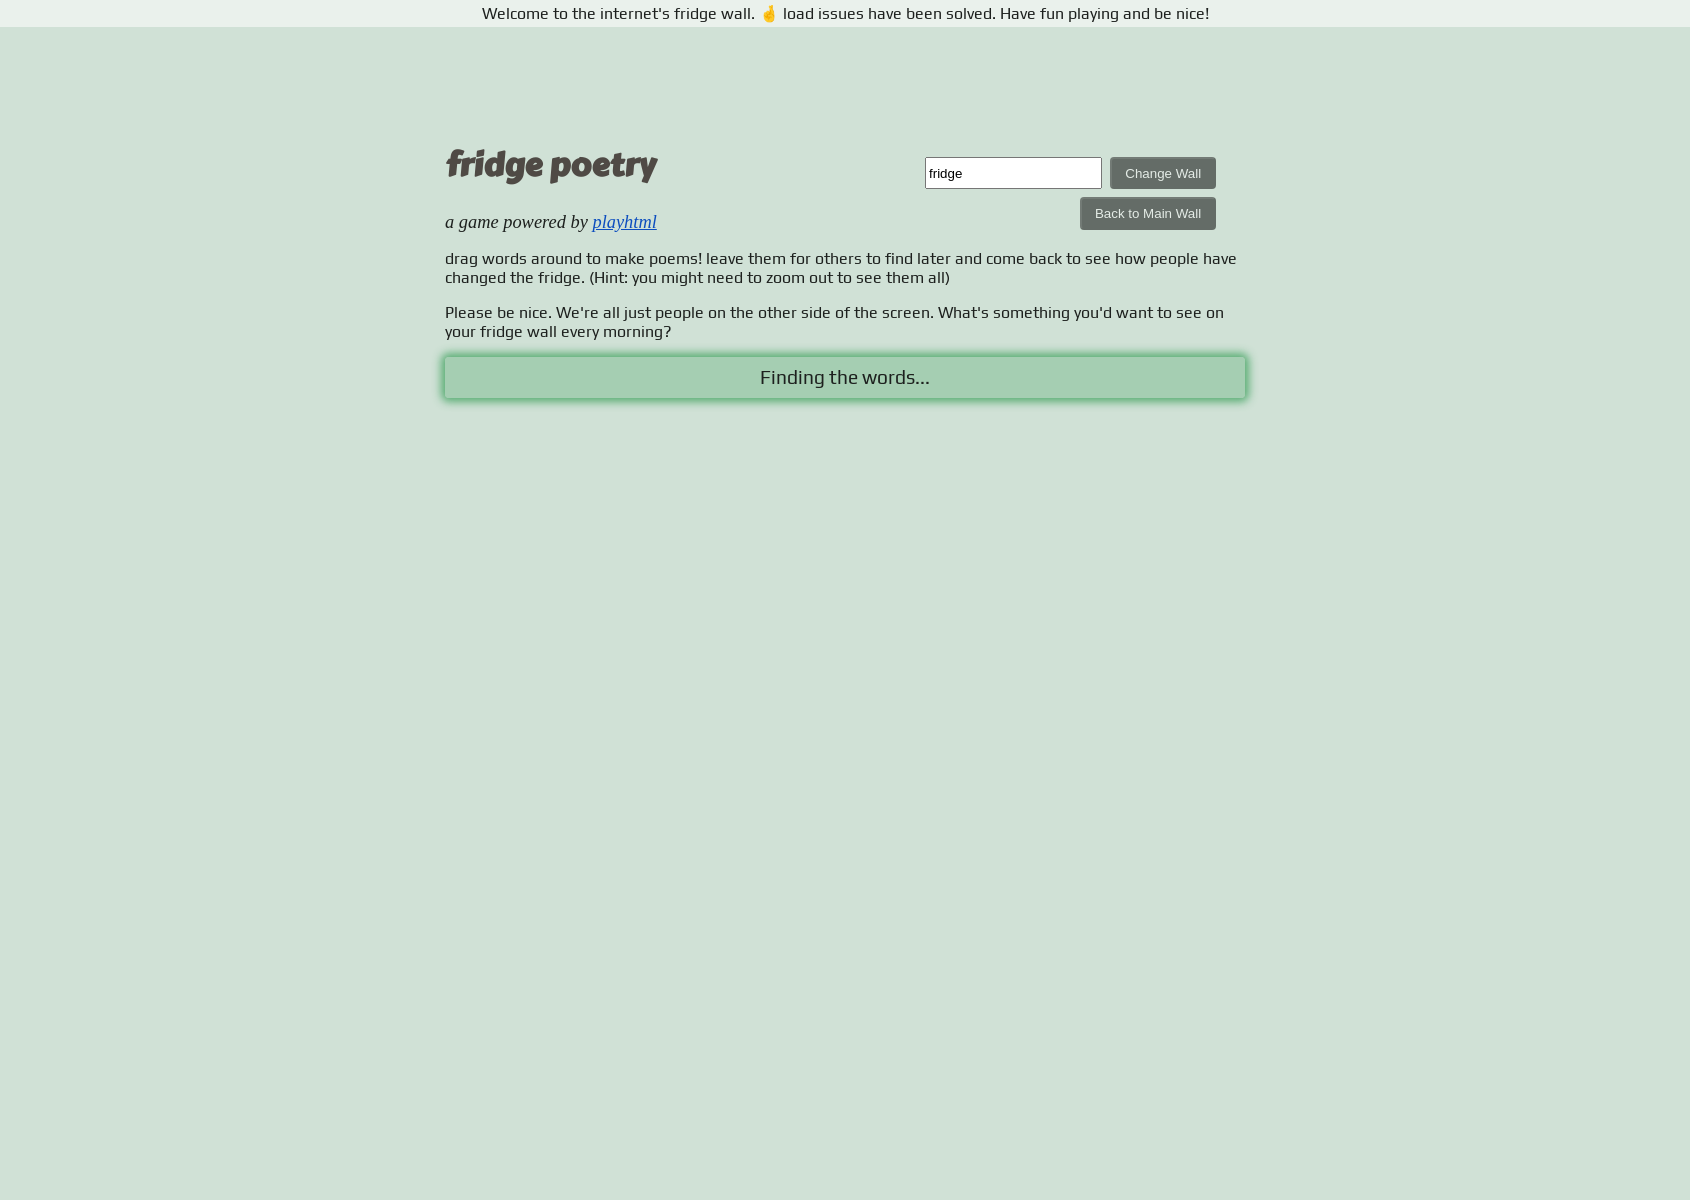 Welcome to the internet's fridge wall. 🤞 load issues have been solved. Have fun playing and be nice!
fridge poetry
fridge
Change Wall
Back to Main Wall
a game powered by playhtml
drag words around to make poems! leave them for others to find later and come back to see how people have
changed the fridge. (Hint: you might need to zoom out to see them all)
Please be nice. We're all just people on the other side of the screen. What's something you'd want to see on
your fridge wall every morning?
Finding the words...